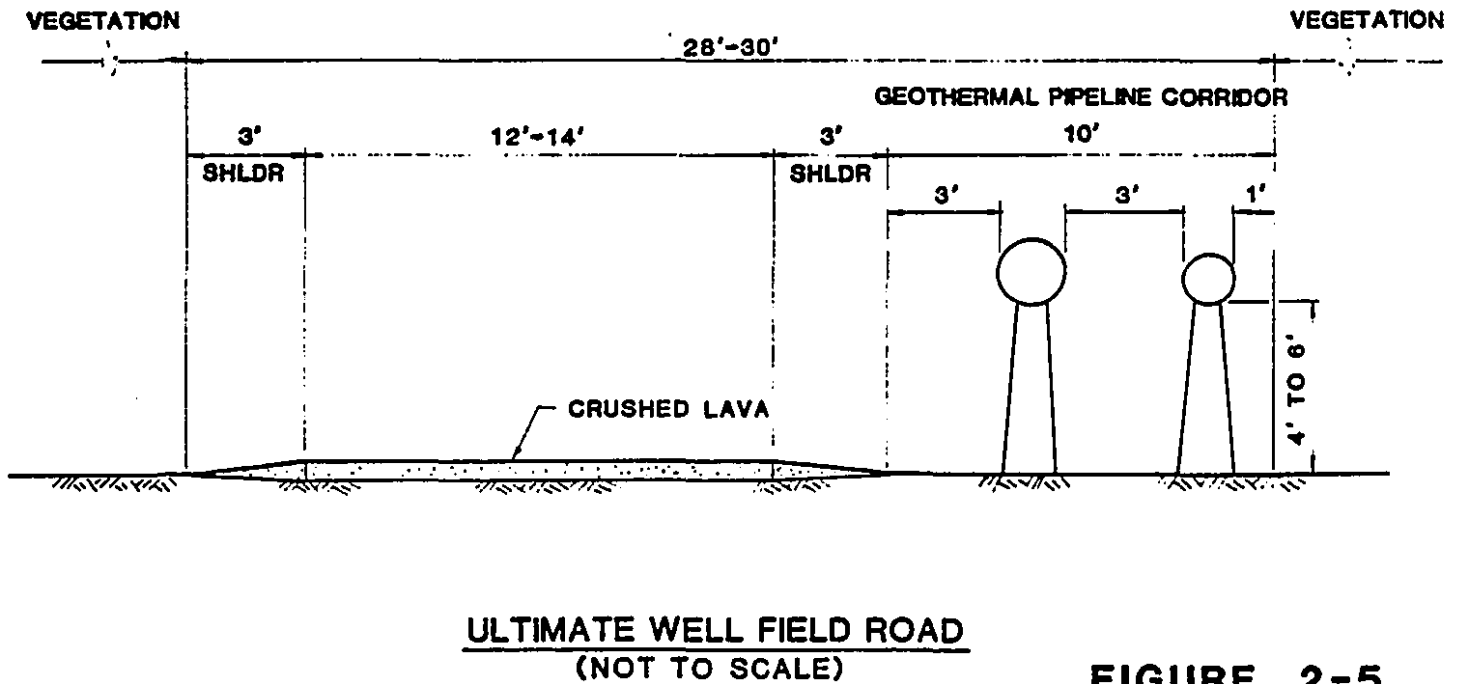 VEGETATION
VEGETATION
28'-30'
GEOTHERMAL PIPELINE CORRIDOR
3'
12'-14'
3'
10'
SHLDR
SHLDR
3'
3'
1'
4' TO 6'
CRUSHED LAVA
ULTIMATE WELL FIELD ROAD
(NOT TO SCALE)
FIGURE 2-5